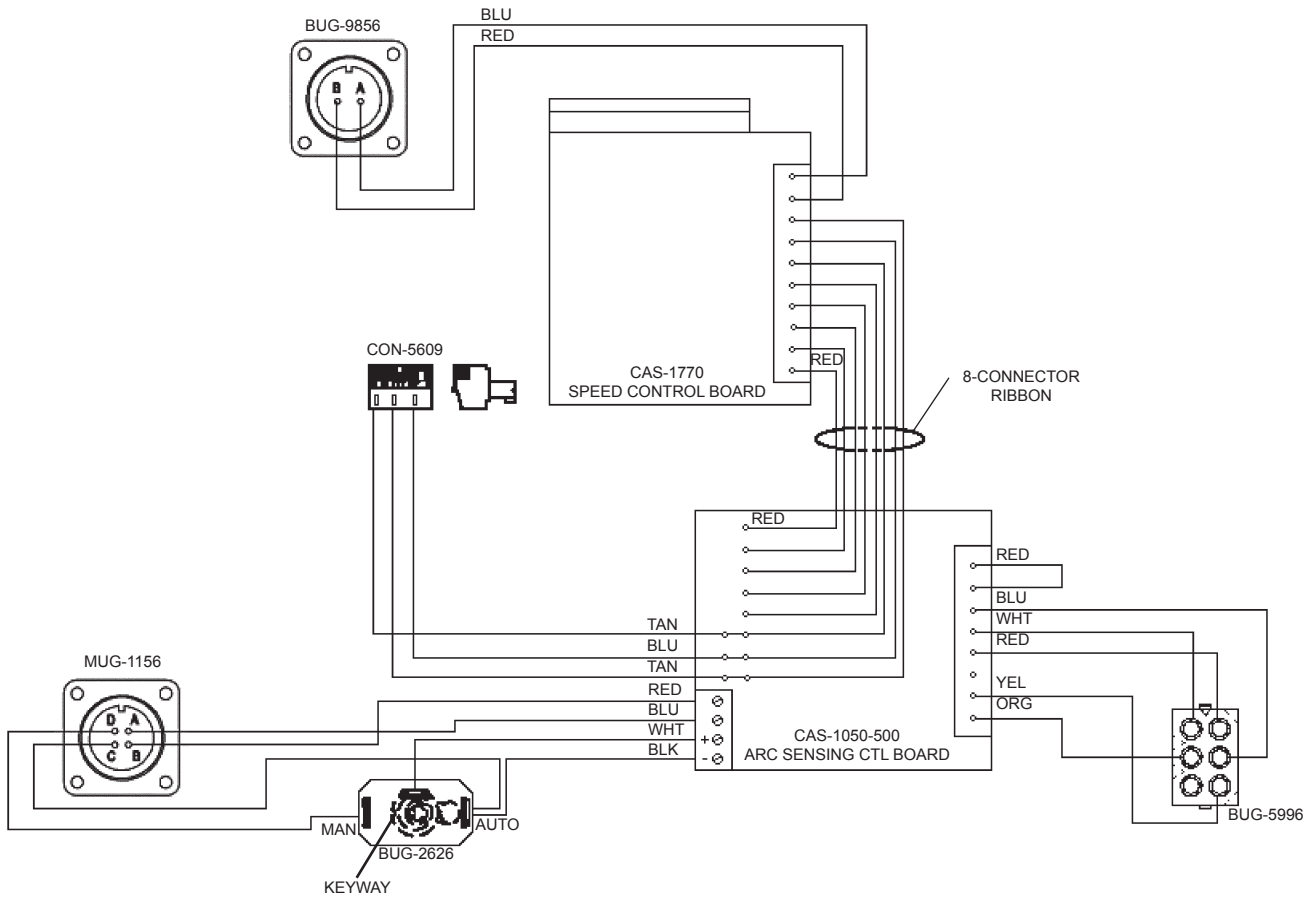 BLU
BUG-9856
RED
B A
CON-5609
RED
CAS-1770
SPEED CONTROL BOARD
8-CONNECTOR
RIBBON
RED
RED
BLU
TAN
WHT
BLU
RED
MUG-1156
TAN
RED
YEL
BLU
ORG
D A
WHT
CAS-1050-500
+
C B
BLK
ARC SENSING CTL BOARD
-
MAN
AUTO
BUG-5996
BUG-2626
KEYWAY